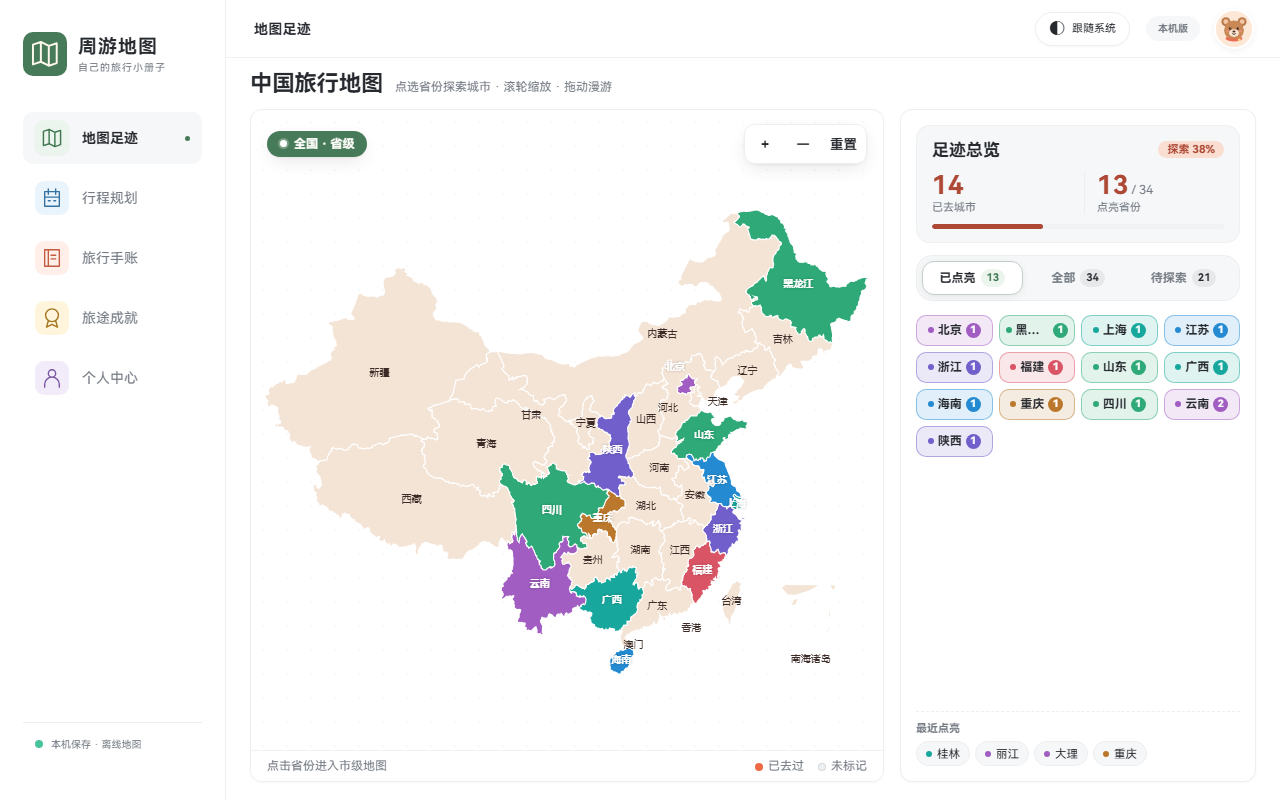 周游地图
自己的旅行小册子
地图足迹
行程规划
旅行手账
旅途成就
个人中心
本机保存 · 离线地图
地图足迹
跟随系统
本机版
中国旅行地图
点选省份探索城市 · 滚轮缩放 · 拖动漫游
全国 · 省级
+ — 重置
黑龙江
内蒙古
吉林
新疆
北京
辽宁
天津
河北
甘肃
宁夏
山西
青海
陕西
山东
河南
西藏
安徽
江苏
四川
湖北
上海
重庆
浙江
贵州
湖南
江西
云南
福建
广西
广东
台湾
香港
澳门
海南
南海诸岛
点击省份进入市级地图
已去过 未标记
足迹总览
探索 38%
14
已去城市
13 / 34
点亮省份
已点亮 13
全部 34
待探索 21
北京 1
黑... 1
上海 1
江苏 1
浙江 1
福建 1
山东 1
广西 1
海南 1
重庆 1
四川 1
云南 2
陕西 1
最近点亮
桂林 丽江 大理 重庆